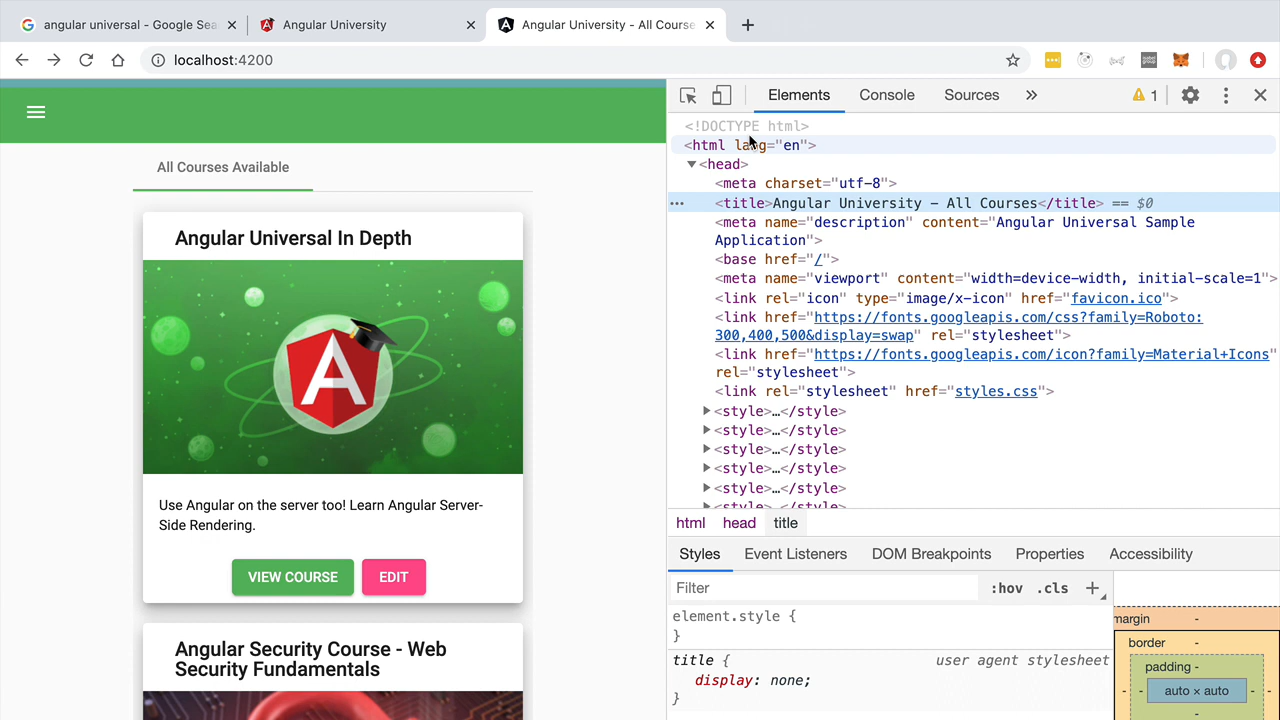 angular universal - Google Sea
Angular University
Angular University - All Course
localhost:4200
All Courses Available
Angular Universal In Depth
Use Angular on the server too! Learn Angular Server-
Side Rendering.
VIEW COURSE
EDIT
Angular Security Course - Web
Security Fundamentals
Elements
Console
Sources
»
1
<!DOCTYPE html>
<html lang="en">
<head>
<meta charset="utf-8">
<title>Angular University - All Courses</title> == $0
<meta name="description" content="Angular Universal Sample
Application">
<base href="/">
<meta name="viewport" content="width=device-width, initial-scale=1">
<link rel="icon" type="image/x-icon" href="favicon.ico">
<link href="https://fonts.googleapis.com/css?family=Roboto:
300,400,500&display=swap" rel="stylesheet">
<link href="https://fonts.googleapis.com/icon?family=Material+Icons"
rel="stylesheet">
<link rel="stylesheet" href="styles.css">
<style>…</style>
<style>…</style>
<style>…</style>
<style>…</style>
<style>…</style>
<style>…</style>
html
head
title
Styles
Event Listeners
DOM Breakpoints
Properties
Accessibility
Filter
:hov
.cls
element.style {
}
title {
user agent stylesheet
display: none;
}
margin -
border -
padding -
- - auto × auto - -
-